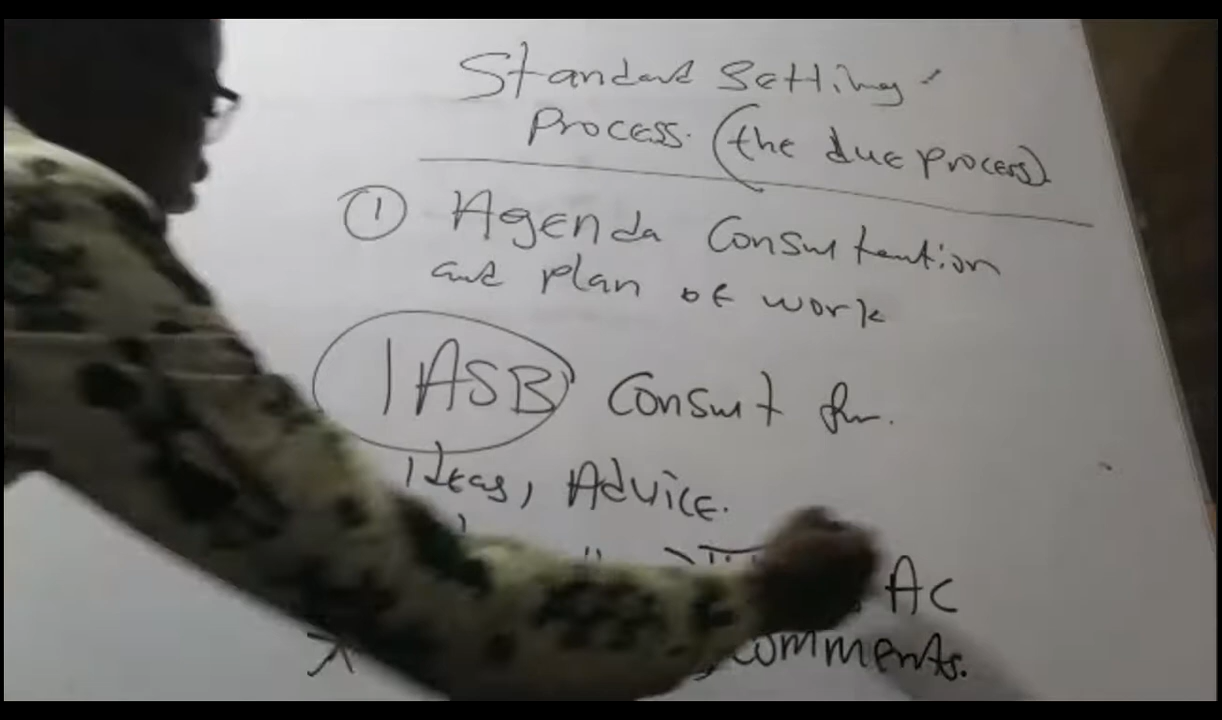 Standard Setting
Process. (the due process)
① Agenda Consultation
and plan of work
IASB Consult for
Ideas, Advice.
AC
comments.